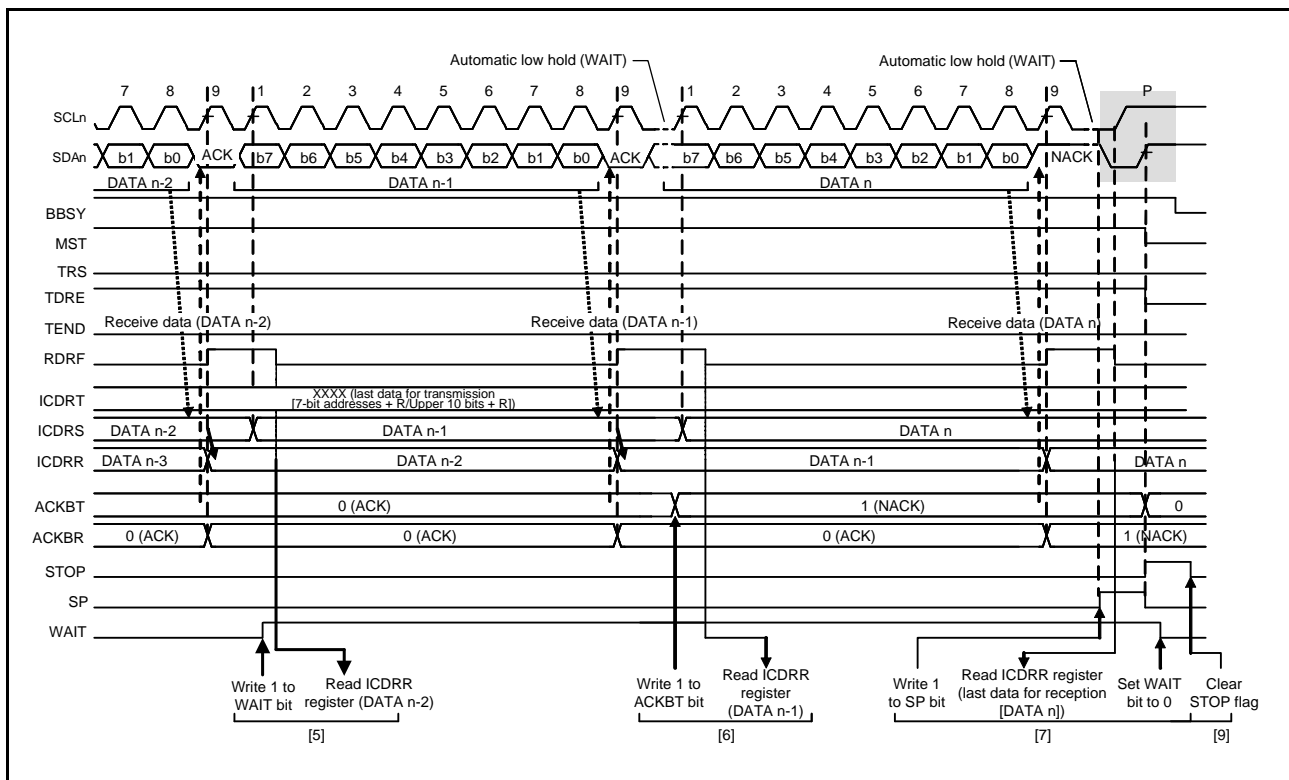 Automatic low hold (WAIT)
Automatic low hold (WAIT)
7 8 9 1 2 3 4 5 6 7 8 9 1 2 3 4 5 6 7 8 9 P
SCLn
SDAn b1 b0 ACK b7 b6 b5 b4 b3 b2 b1 b0 ACK b7 b6 b5 b4 b3 b2 b1 b0 NACK
DATA n-2 DATA n-1 DATA n
BBSY
MST
TRS
TDRE
Receive data (DATA n-2) Receive data (DATA n-1) Receive data (DATA n)
TEND
RDRF
XXXX (last data for transmission
[7-bit addresses + R/Upper 10 bits + R])
ICDRT
ICDRS DATA n-2 DATA n-1 DATA n
ICDRR DATA n-3 DATA n-2 DATA n-1 DATA n
ACKBT 0 (ACK) 1 (NACK) 0
ACKBR 0 (ACK) 0 (ACK) 0 (ACK) 1 (NACK)
STOP
SP
WAIT
Write 1 to
WAIT bit
Read ICDRR
register (DATA n-2)
[5]
Write 1 to
ACKBT bit
Read ICDRR
register
(DATA n-1)
[6]
Write 1
to SP bit
Read ICDRR register
(last data for reception
[DATA n])
Set WAIT
bit to 0
[7]
Clear
STOP flag
[9]